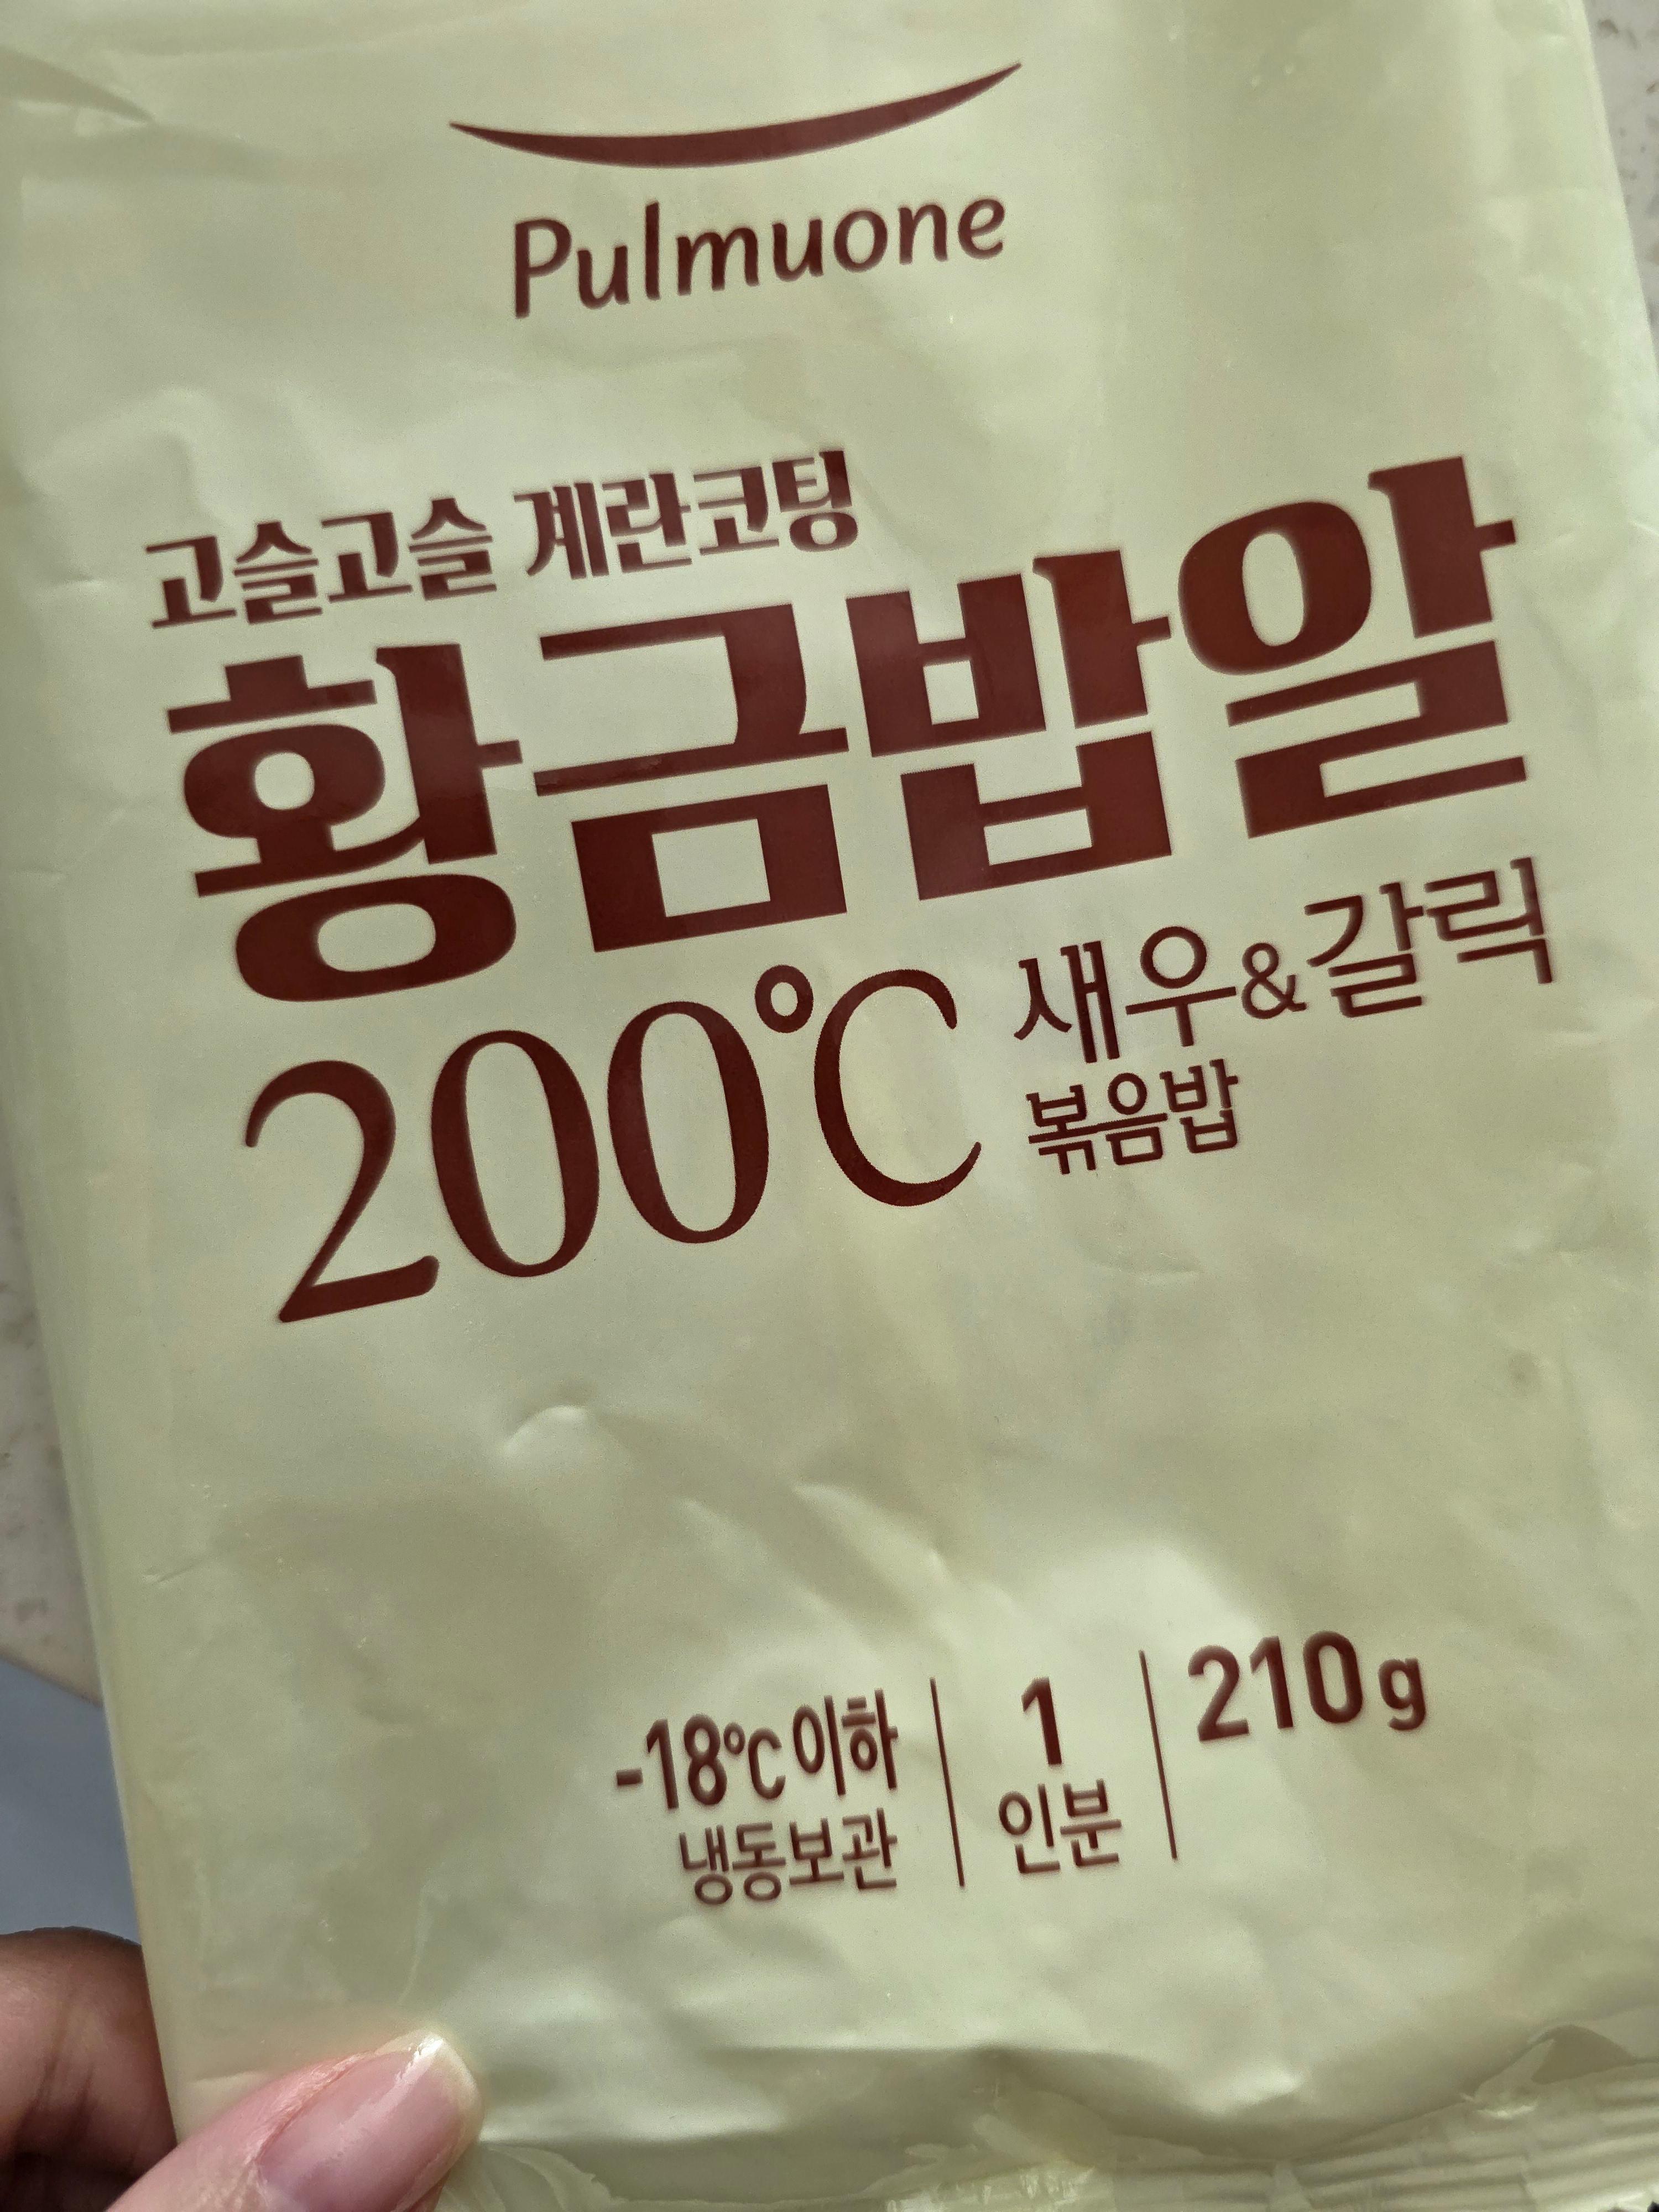 Pulmuone
고슬고슬 계란코팅
황금밥알
200℃ 새우&갈릭
볶음밥
-18℃ 이하
냉동보관
1
인분
210g